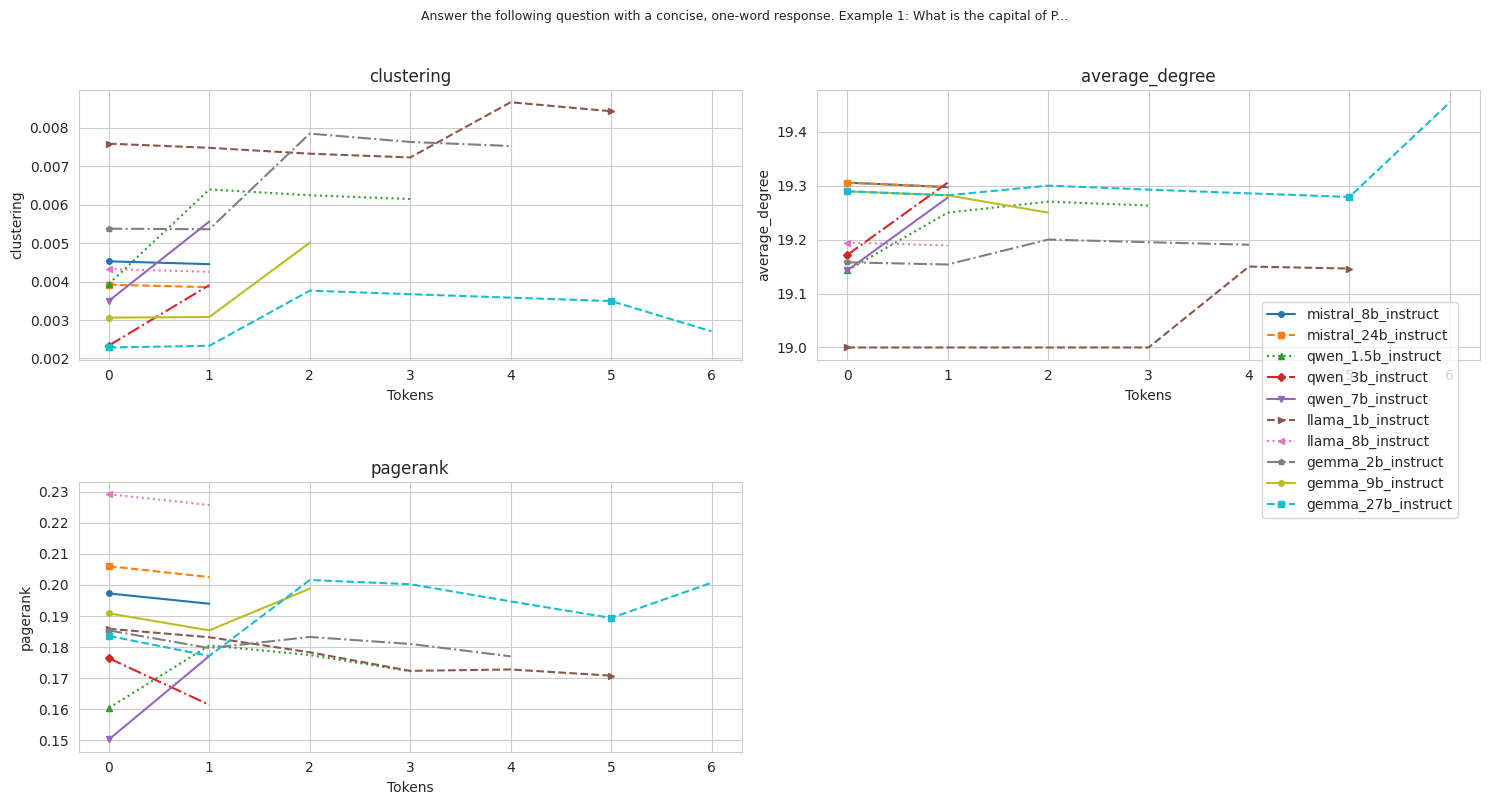 Answer the following question with a concise, one-word response. Example 1: What is the capital of P...
clustering
clustering
0.008
0.007
0.006
0.005
0.004
0.003
0.002
0 1 2 3 4 5 6
Tokens
average_degree
average_degree
19.4
19.3
19.2
19.1
19.0
0 1 2 3 4 5 6
Tokens
mistral_8b_instruct
mistral_24b_instruct
qwen_1.5b_instruct
qwen_3b_instruct
qwen_7b_instruct
llama_1b_instruct
llama_8b_instruct
gemma_2b_instruct
gemma_9b_instruct
gemma_27b_instruct
pagerank
pagerank
0.23
0.22
0.21
0.20
0.19
0.18
0.17
0.16
0.15
0 1 2 3 4 5 6
Tokens